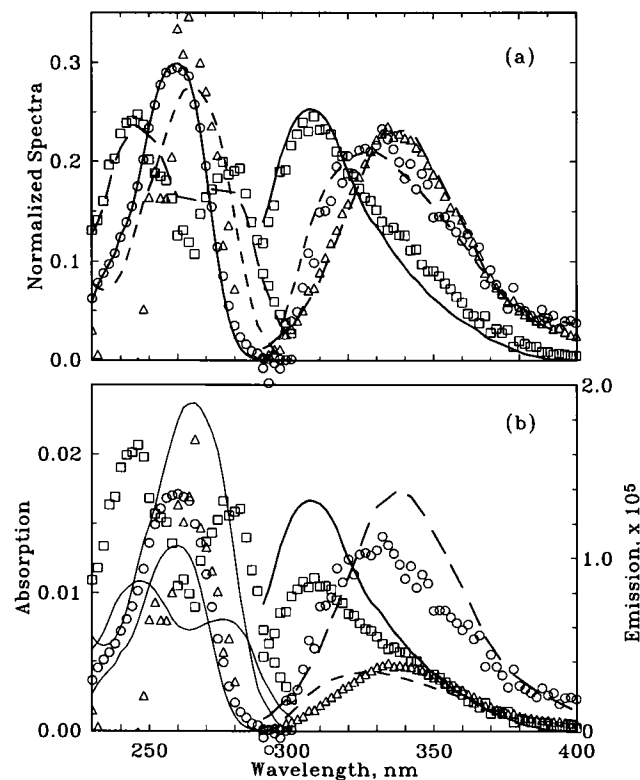 (a)
Normalized Spectra
0.3
0.2
0.1
0.0
(b)
Absorption
0.02
0.01
0.00
2.0
1.0
0
Emission, x 10⁵
250
300
350
400
Wavelength, nm